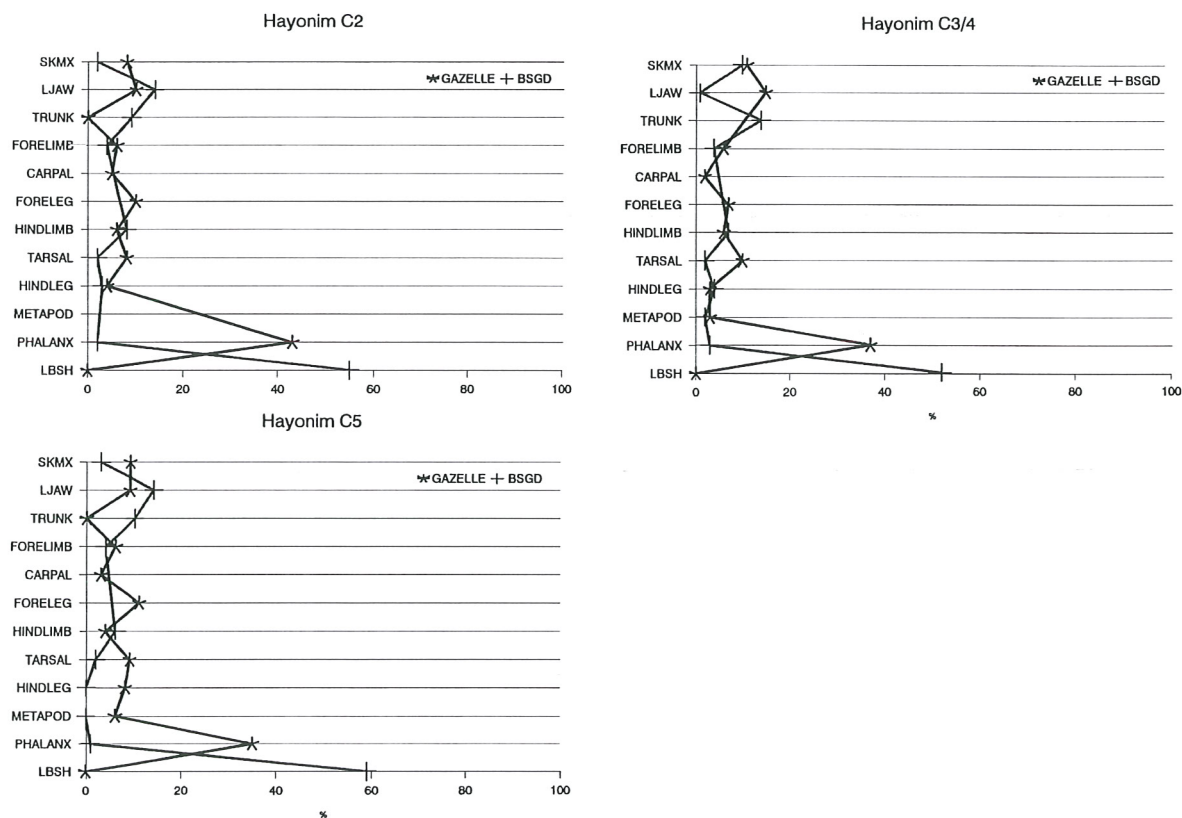 Hayonim C2
GAZELLE BSGD
SKMX
LJAW
TRUNK
FORELIMB
CARPAL
FORELEG
HINDLIMB
TARSAL
HINDLEG
METAPOD
PHALANX
LBSH
0 20 40 60 80 100
Hayonim C3/4
GAZELLE BSGD
SKMX
LJAW
TRUNK
FORELIMB
CARPAL
FORELEG
HINDLIMB
TARSAL
HINDLEG
METAPOD
PHALANX
LBSH
0 20 40 60 80 100
%
Hayonim C5
GAZELLE BSGD
SKMX
LJAW
TRUNK
FORELIMB
CARPAL
FORELEG
HINDLIMB
TARSAL
HINDLEG
METAPOD
PHALANX
LBSH
0 20 40 60 80 100
%